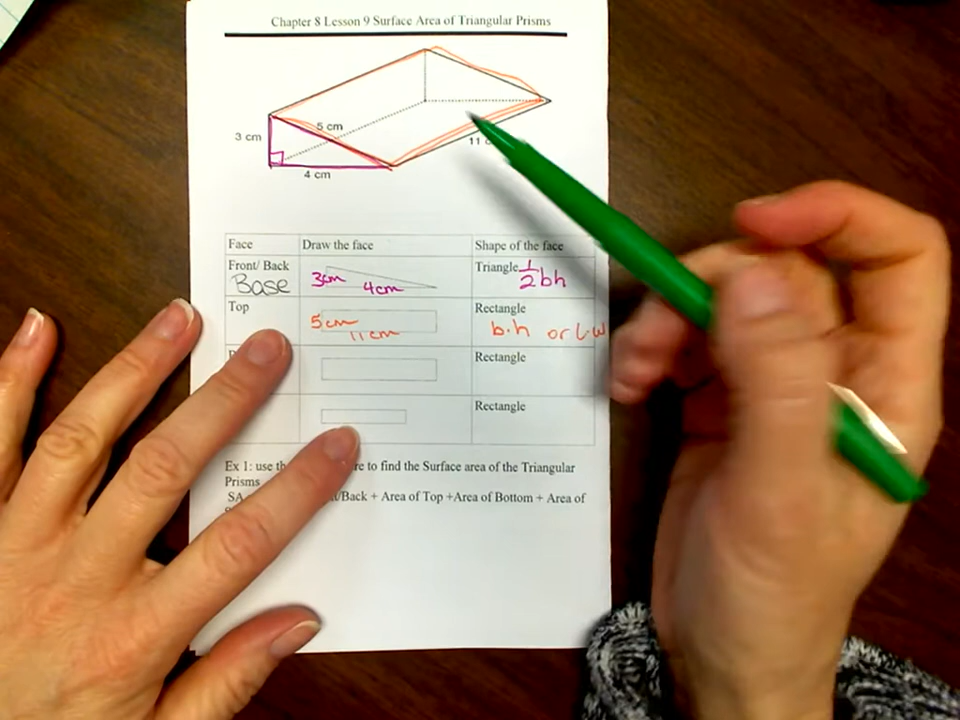 Chapter 8 Lesson 9 Surface Area of Triangular Prisms
3 cm
5 cm
11
4 cm
Face Draw the face Shape of the face
Front/ Back
Base
3cm 4cm
Triangle 1/2 bh
Top
5cm
11cm
Rectangle
b·h or l·w
Rectangle
Rectangle
Ex 1: use to find the Surface area of the Triangular
Prisms
SA /Back + Area of Top +Area of Bottom + Area of